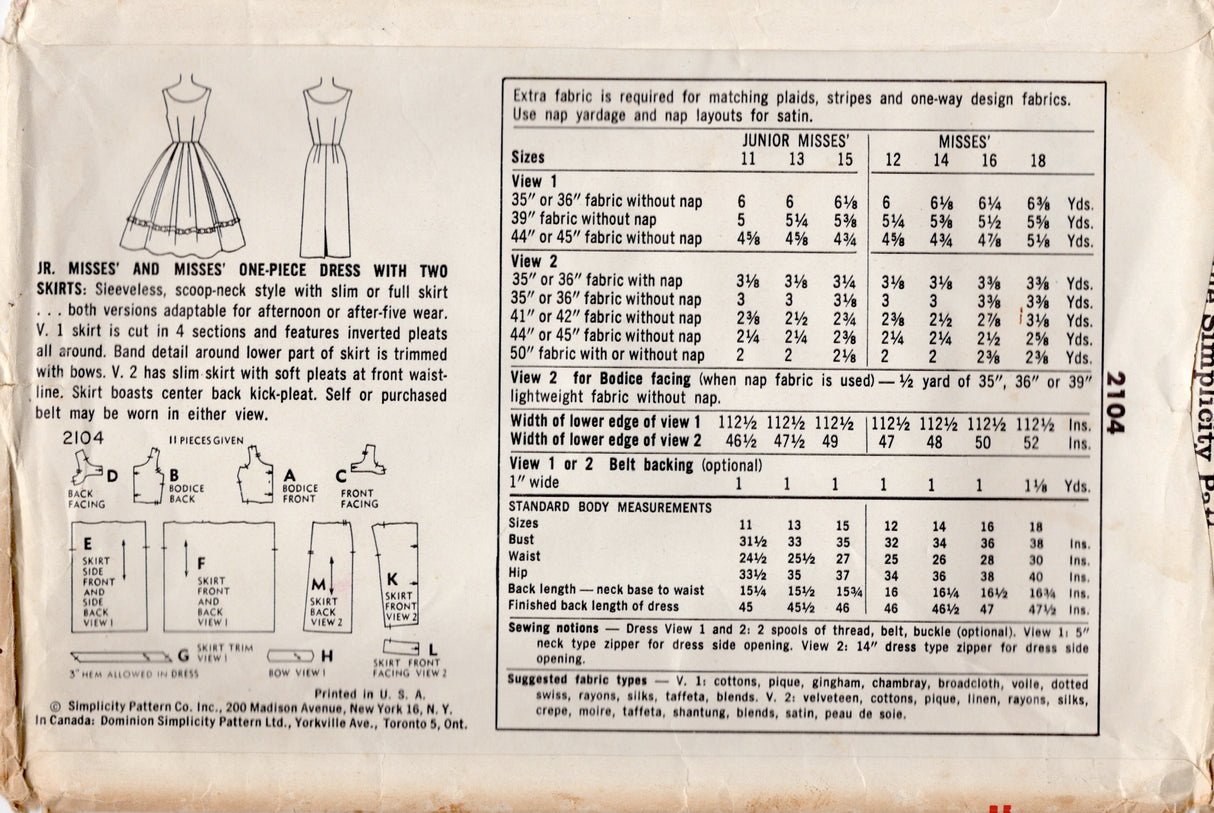 JR. MISSES' AND MISSES' ONE-PIECE DRESS WITH TWO
SKIRTS: Sleeveless, scoop-neck style with slim or full skirt
. . . both versions adaptable for afternoon or after-five wear.
V. 1 skirt is cut in 4 sections and features inverted pleats
all around. Band detail around lower part of skirt is trimmed
with bows. V. 2 has slim skirt with soft pleats at front waist-
line. Skirt boasts center back kick-pleat. Self or purchased
belt may be worn in either view.
2104 11 PIECES GIVEN
D
BACK
FACING
B
BODICE
BACK
A
BODICE
FRONT
C
FRONT
FACING
E
SKIRT
SIDE
FRONT
AND
SIDE
BACK
VIEW 1
F
SKIRT
FRONT
AND
BACK
VIEW 1
M
SKIRT
BACK
VIEW 2
K
SKIRT
FRONT
VIEW 2
G SKIRT TRIM
VIEW 1
H
BOW VIEW 1
L
SKIRT FRONT
FACING VIEW 2
3" HEM ALLOWED IN DRESS
Printed in U. S. A.
© Simplicity Pattern Co. Inc., 200 Madison Avenue, New York 16, N. Y.
In Canada: Dominion Simplicity Pattern Ltd., Yorkville Ave., Toronto 5, Ont.
Extra fabric is required for matching plaids, stripes and one-way design fabrics.
Use nap yardage and nap layouts for satin.
JUNIOR MISSES' MISSES'
Sizes 11 13 15 12 14 16 18
View 1
35" or 36" fabric without nap 6 6 6⅛ 6 6⅛ 6¼ 6⅜ Yds.
39" fabric without nap 5 5¼ 5⅜ 5¼ 5⅜ 5½ 5⅝ Yds.
44" or 45" fabric without nap 4⅝ 4⅝ 4¾ 4⅝ 4¾ 4⅞ 5⅛ Yds.
View 2
35" or 36" fabric with nap 3⅛ 3⅛ 3¼ 3⅛ 3⅛ 3⅜ 3⅜ Yds.
35" or 36" fabric without nap 3 3 3⅛ 3 3 3⅜ 3⅜ Yds.
41" or 42" fabric without nap 2⅜ 2½ 2¾ 2⅜ 2½ 2⅞ 3⅛ Yds.
44" or 45" fabric without nap 2¼ 2¼ 2⅜ 2¼ 2¼ 2½ 2⅝ Yds.
50" fabric with or without nap 2 2 2⅛ 2 2 2⅜ 2⅜ Yds.
View 2 for Bodice facing (when nap fabric is used) — ½ yard of 35", 36" or 39"
lightweight fabric without nap.
Width of lower edge of view 1 112½ 112½ 112½ 112½ 112½ 112½ 112½ Ins.
Width of lower edge of view 2 46½ 47½ 49 47 48 50 52 Ins.
View 1 or 2 Belt backing (optional)
1" wide 1 1 1 1 1 1 1⅛ Yds.
STANDARD BODY MEASUREMENTS
Sizes 11 13 15 12 14 16 18
Bust 31½ 33 35 32 34 36 38 Ins.
Waist 24½ 25½ 27 25 26 28 30 Ins.
Hip 33½ 35 37 34 36 38 40 Ins.
Back length — neck base to waist 15¼ 15½ 15¾ 16 16¼ 16½ 16¾ Ins.
Finished back length of dress 45 45½ 46 46 46½ 47 47½ Ins.
Sewing notions — Dress View 1 and 2: 2 spools of thread, belt, buckle (optional). View 1: 5"
neck type zipper for dress side opening. View 2: 14" dress type zipper for dress side
opening.
Suggested fabric types — V. 1: cottons, pique, gingham, chambray, broadcloth, voile, dotted
swiss, rayons, silks, taffeta, blends. V. 2: velveteen, cottons, pique, linen, rayons, silks,
crepe, moire, taffeta, shantung, blends, satin, peau de soie.
2104
Simplicity